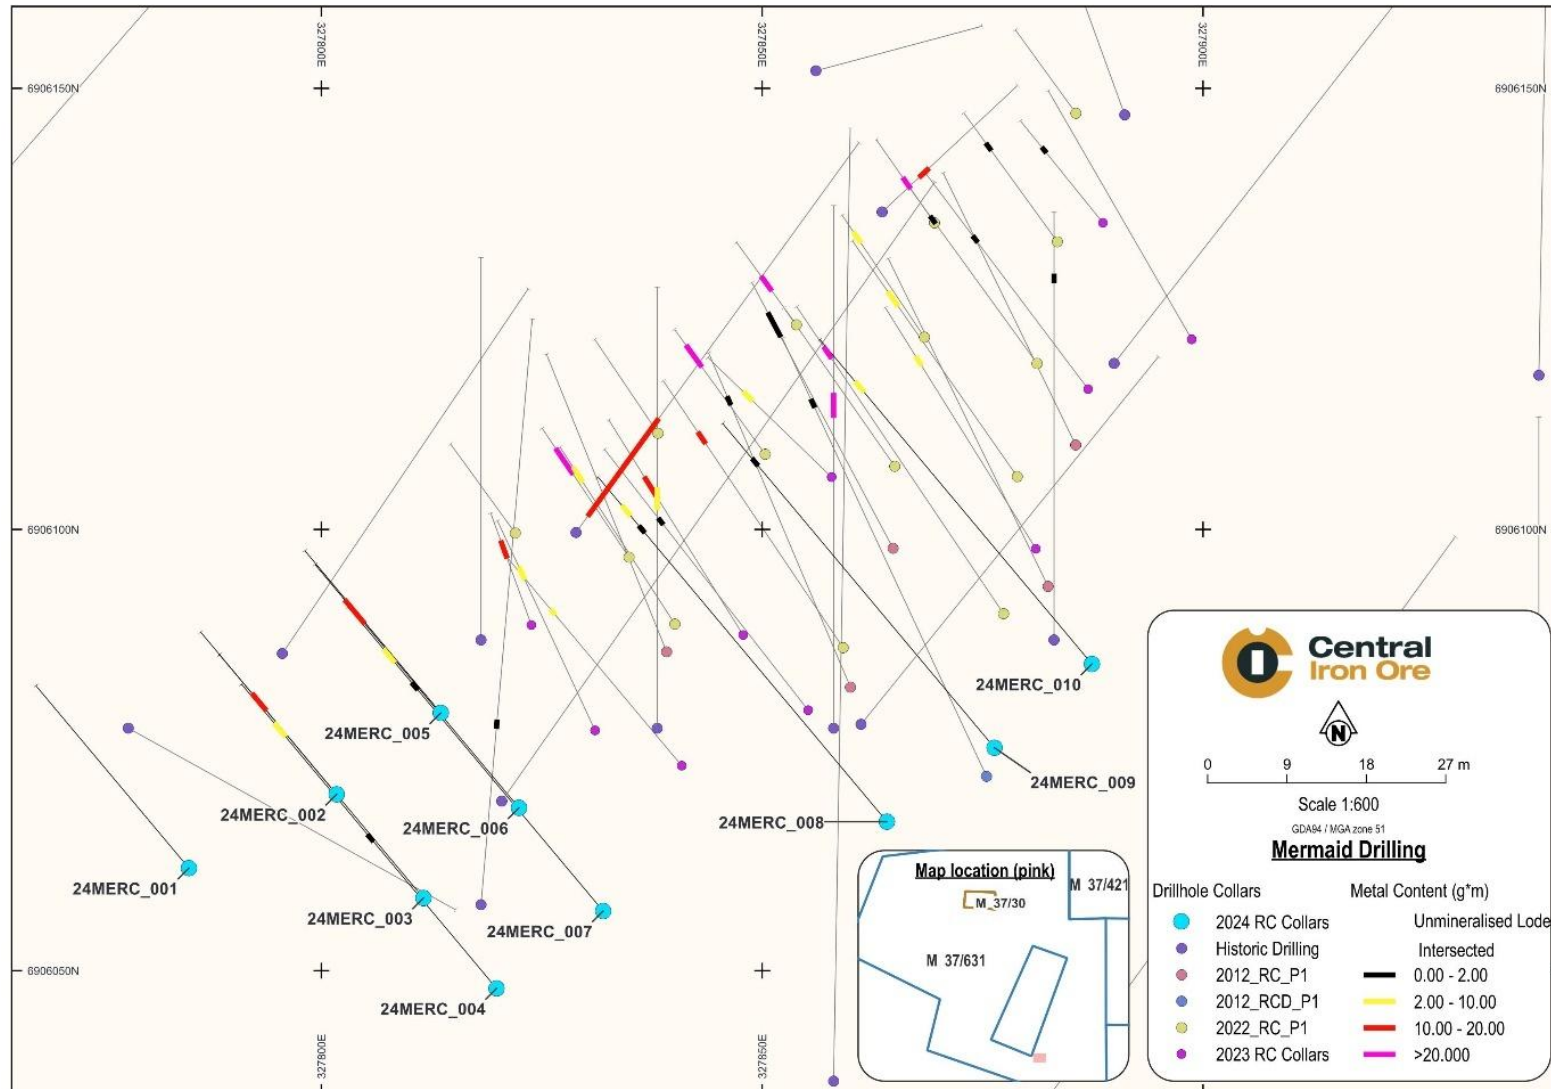 327800E
327850E
327900E
6906150N
6906150N
6906100N
6906100N
6906050N
327800E
327850E
24MERC_010
24MERC_005
24MERC_009
24MERC_002
24MERC_006
24MERC_008
24MERC_001
24MERC_003
24MERC_007
24MERC_004
Map location (pink)
M 37/421
M 37/30
M 37/631
Central
Iron Ore
N
0 9 18 27 m
Scale 1:600
GDA94 / MGA zone 51
Mermaid Drilling
Drillhole Collars Metal Content (g*m)
2024 RC Collars Unmineralised Lode
Historic Drilling Intersected
2012_RC_P1 0.00 - 2.00
2012_RCD_P1 2.00 - 10.00
2022_RC_P1 10.00 - 20.00
2023 RC Collars >20.000